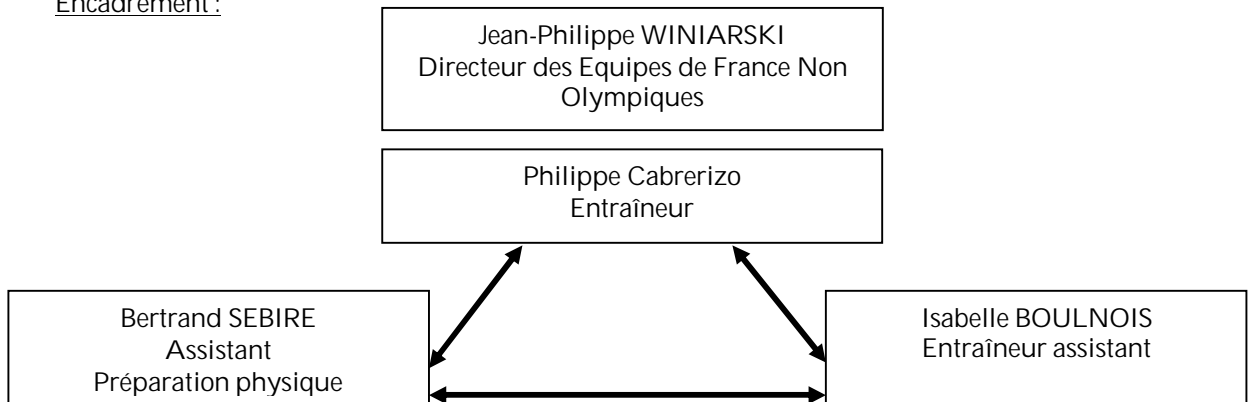 Encadrement :
Jean-Philippe WINIARSKI
Directeur des Equipes de France Non
Olympiques
Philippe Cabrerizo
Entraîneur
Bertrand SEBIRE
Assistant
Préparation physique
Isabelle BOULNOIS
Entraîneur assistant